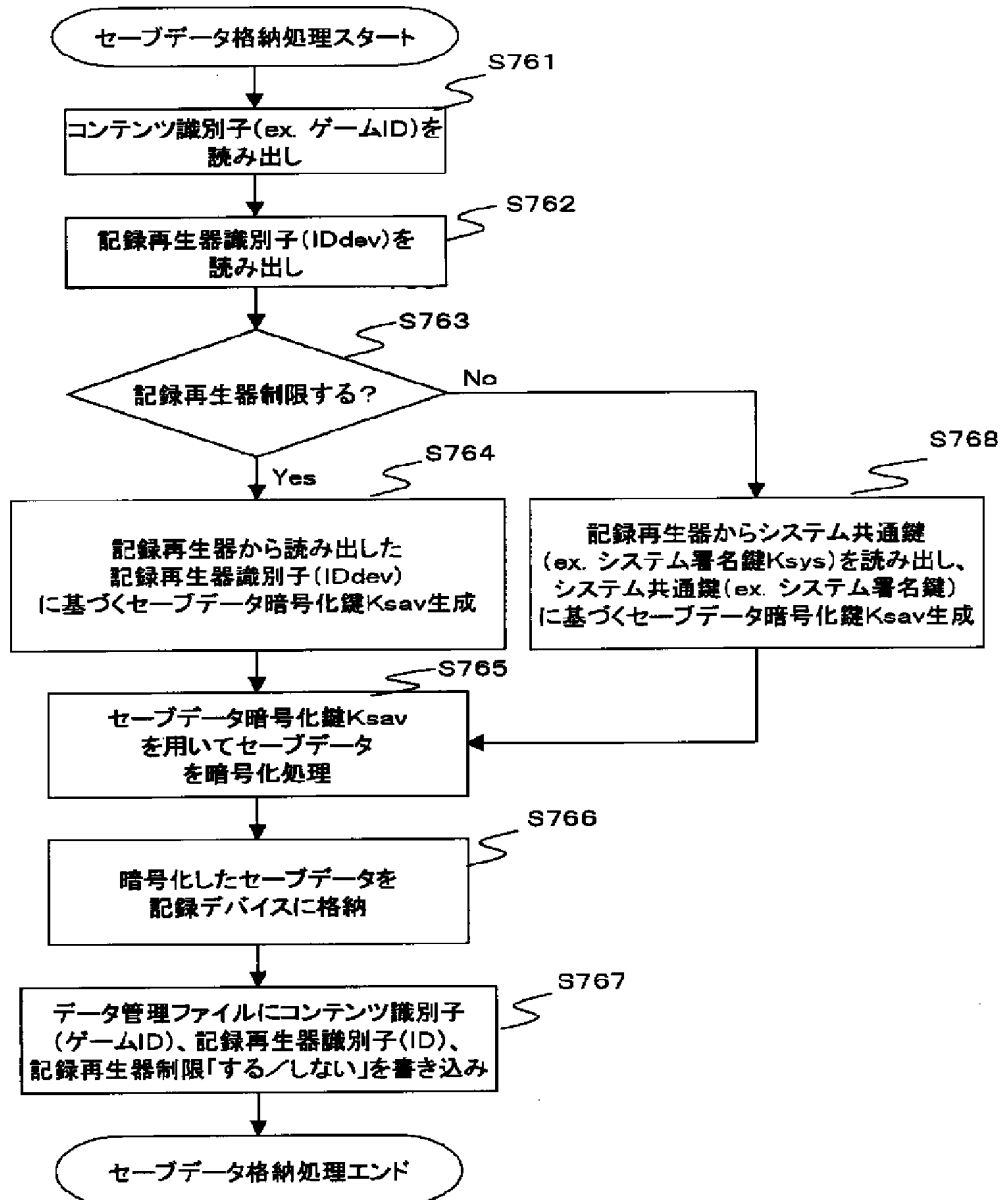 セーブデータ格納処理スタート
S761
コンテンツ識別子(ex. ゲームID)を
読み出し
S762
記録再生器識別子(IDdev)を
読み出し
S763
記録再生器制限する?
No
Yes
S764
記録再生器から読み出した
記録再生器識別子(IDdev)
に基づくセーブデータ暗号化鍵Ksav生成
S768
記録再生器からシステム共通鍵
(ex. システム署名鍵Ksys)を読み出し、
システム共通鍵(ex. システム署名鍵)
に基づくセーブデータ暗号化鍵Ksav生成
S765
セーブデータ暗号化鍵Ksav
を用いてセーブデータ
を暗号化処理
S766
暗号化したセーブデータを
記録デバイスに格納
S767
データ管理ファイルにコンテンツ識別子
(ゲームID)、記録再生器識別子(ID)、
記録再生器制限「する/しない」を書き込み
セーブデータ格納処理エンド